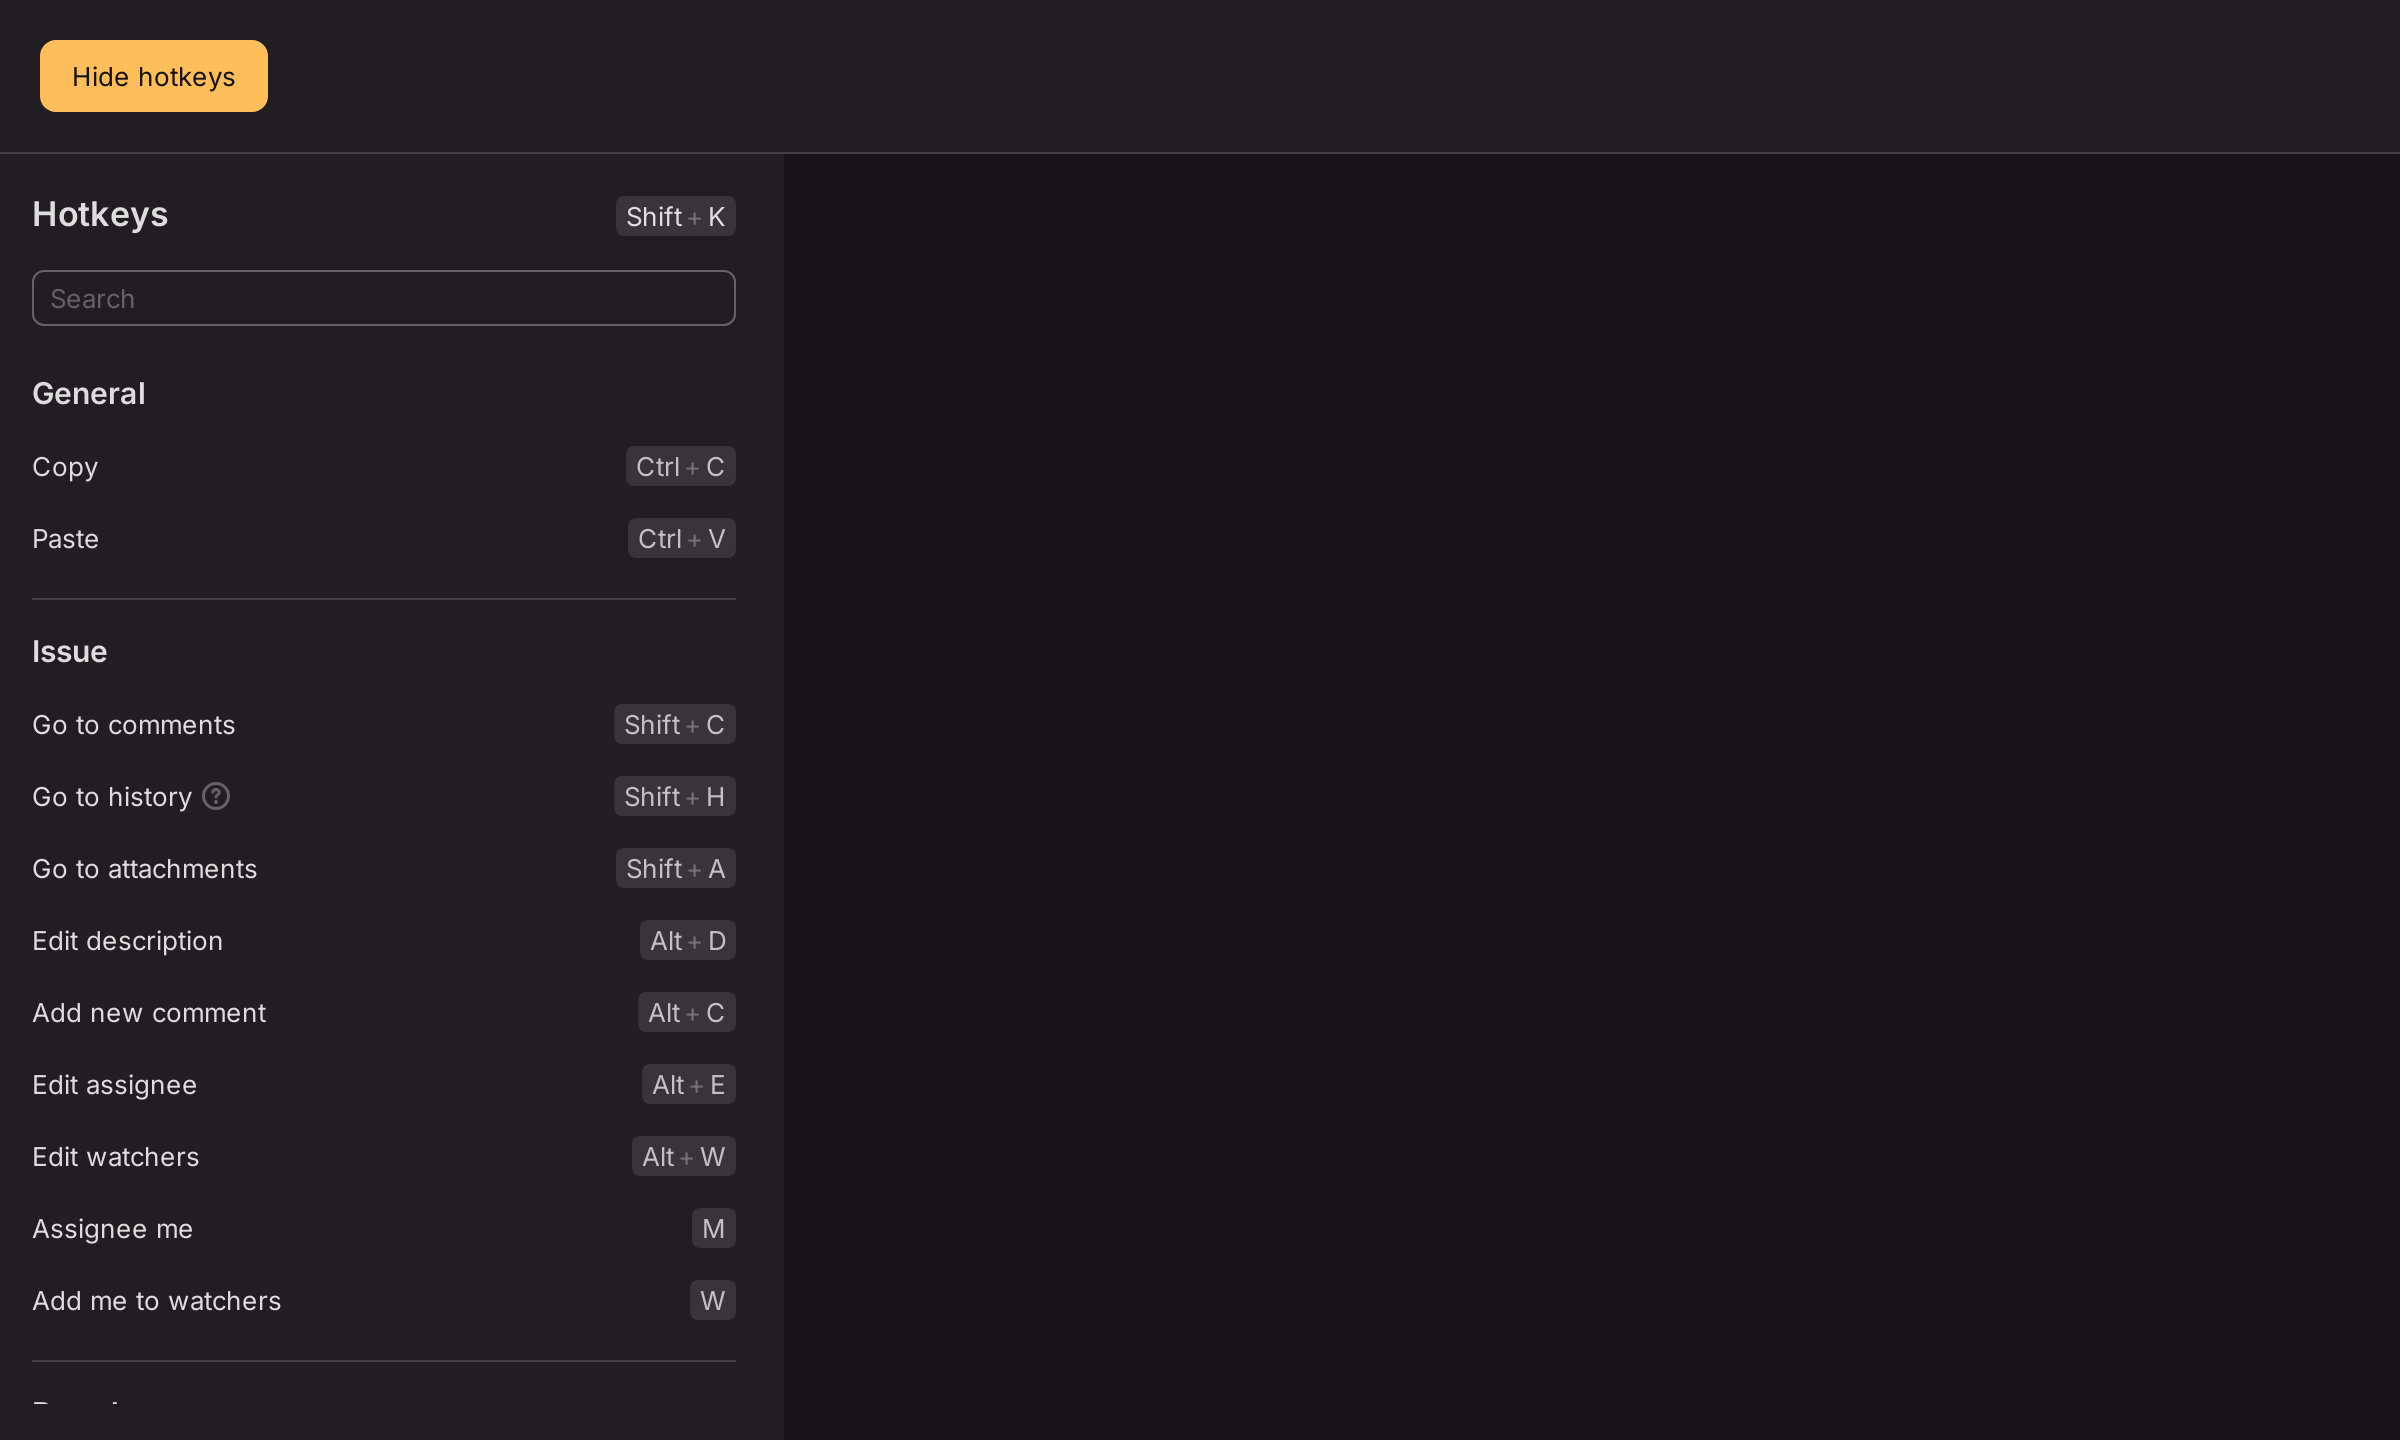 Hide hotkeys
Hotkeys Shift + K
Search
General
Copy Ctrl + C
Paste Ctrl + V
Issue
Go to comments Shift + C
Go to history ? Shift + H
Go to attachments Shift + A
Edit description Alt + D
Add new comment Alt + C
Edit assignee Alt + E
Edit watchers Alt + W
Assignee me M
Add me to watchers W